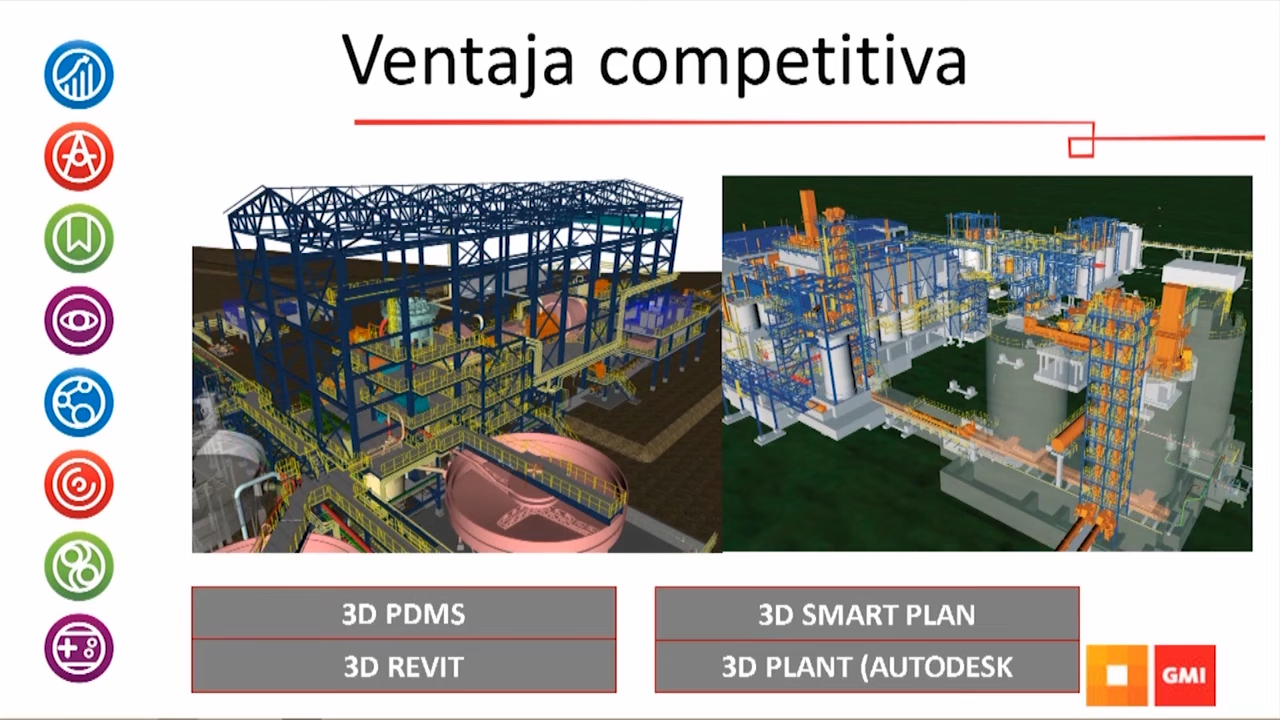 Ventaja competitiva
3D PDMS
3D SMART PLAN
3D REVIT
3D PLANT (AUTODESK
GMI